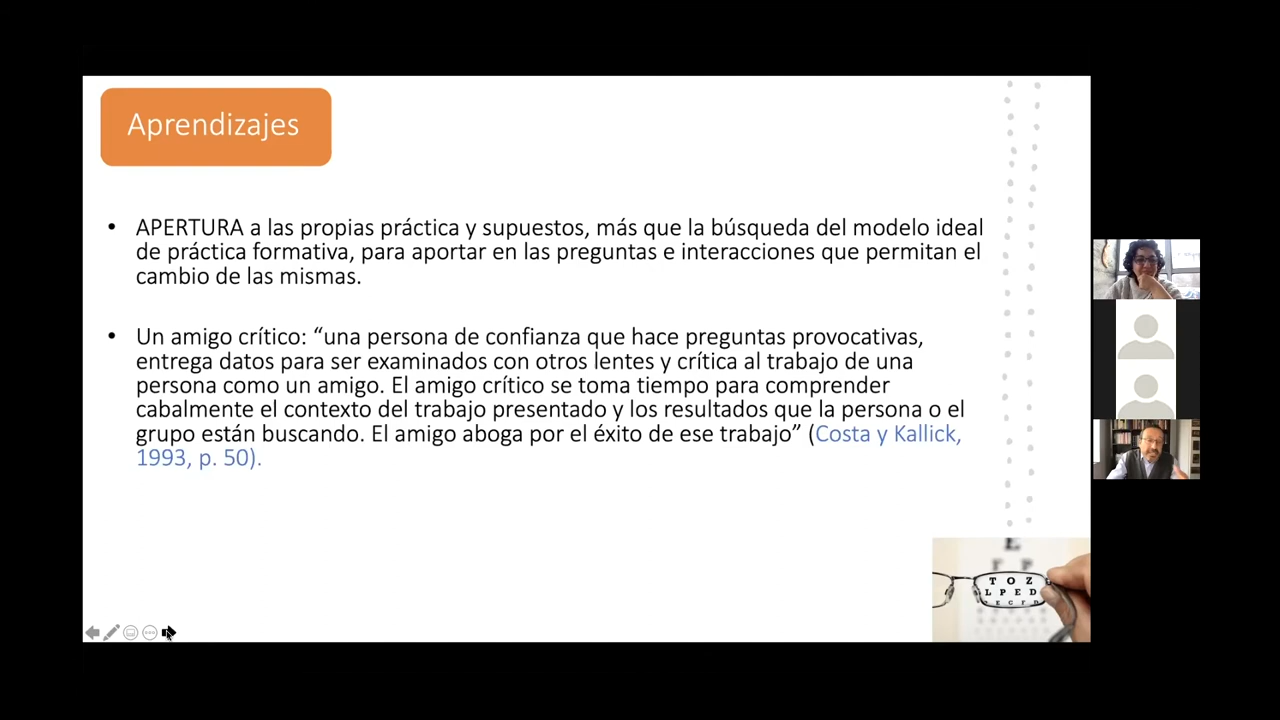 Aprendizajes
• APERTURA a las propias práctica y supuestos, más que la búsqueda del modelo ideal
de práctica formativa, para aportar en las preguntas e interacciones que permitan el
cambio de las mismas.
• Un amigo crítico: “una persona de confianza que hace preguntas provocativas,
entrega datos para ser examinados con otros lentes y crítica al trabajo de una
persona como un amigo. El amigo crítico se toma tiempo para comprender
cabalmente el contexto del trabajo presentado y los resultados que la persona o el
grupo están buscando. El amigo aboga por el éxito de ese trabajo” (Costa y Kallick,
1993, p. 50).
T O Z
L P E D